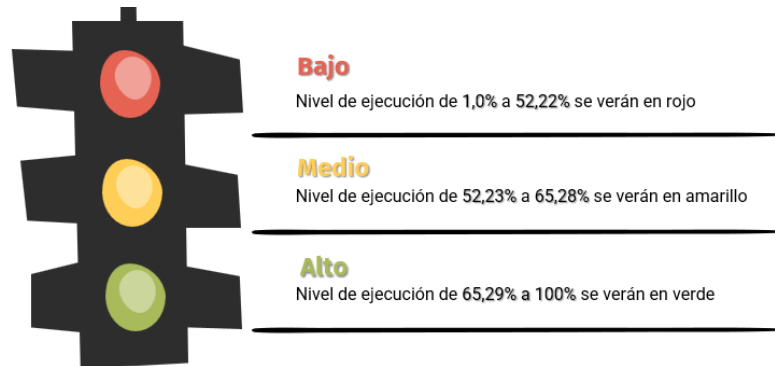 Bajo
Nivel de ejecución de 1,0% a 52,22% se verán en rojo
Medio
Nivel de ejecución de 52,23% a 65,28% se verán en amarillo
Alto
Nivel de ejecución de 65,29% a 100% se verán en verde